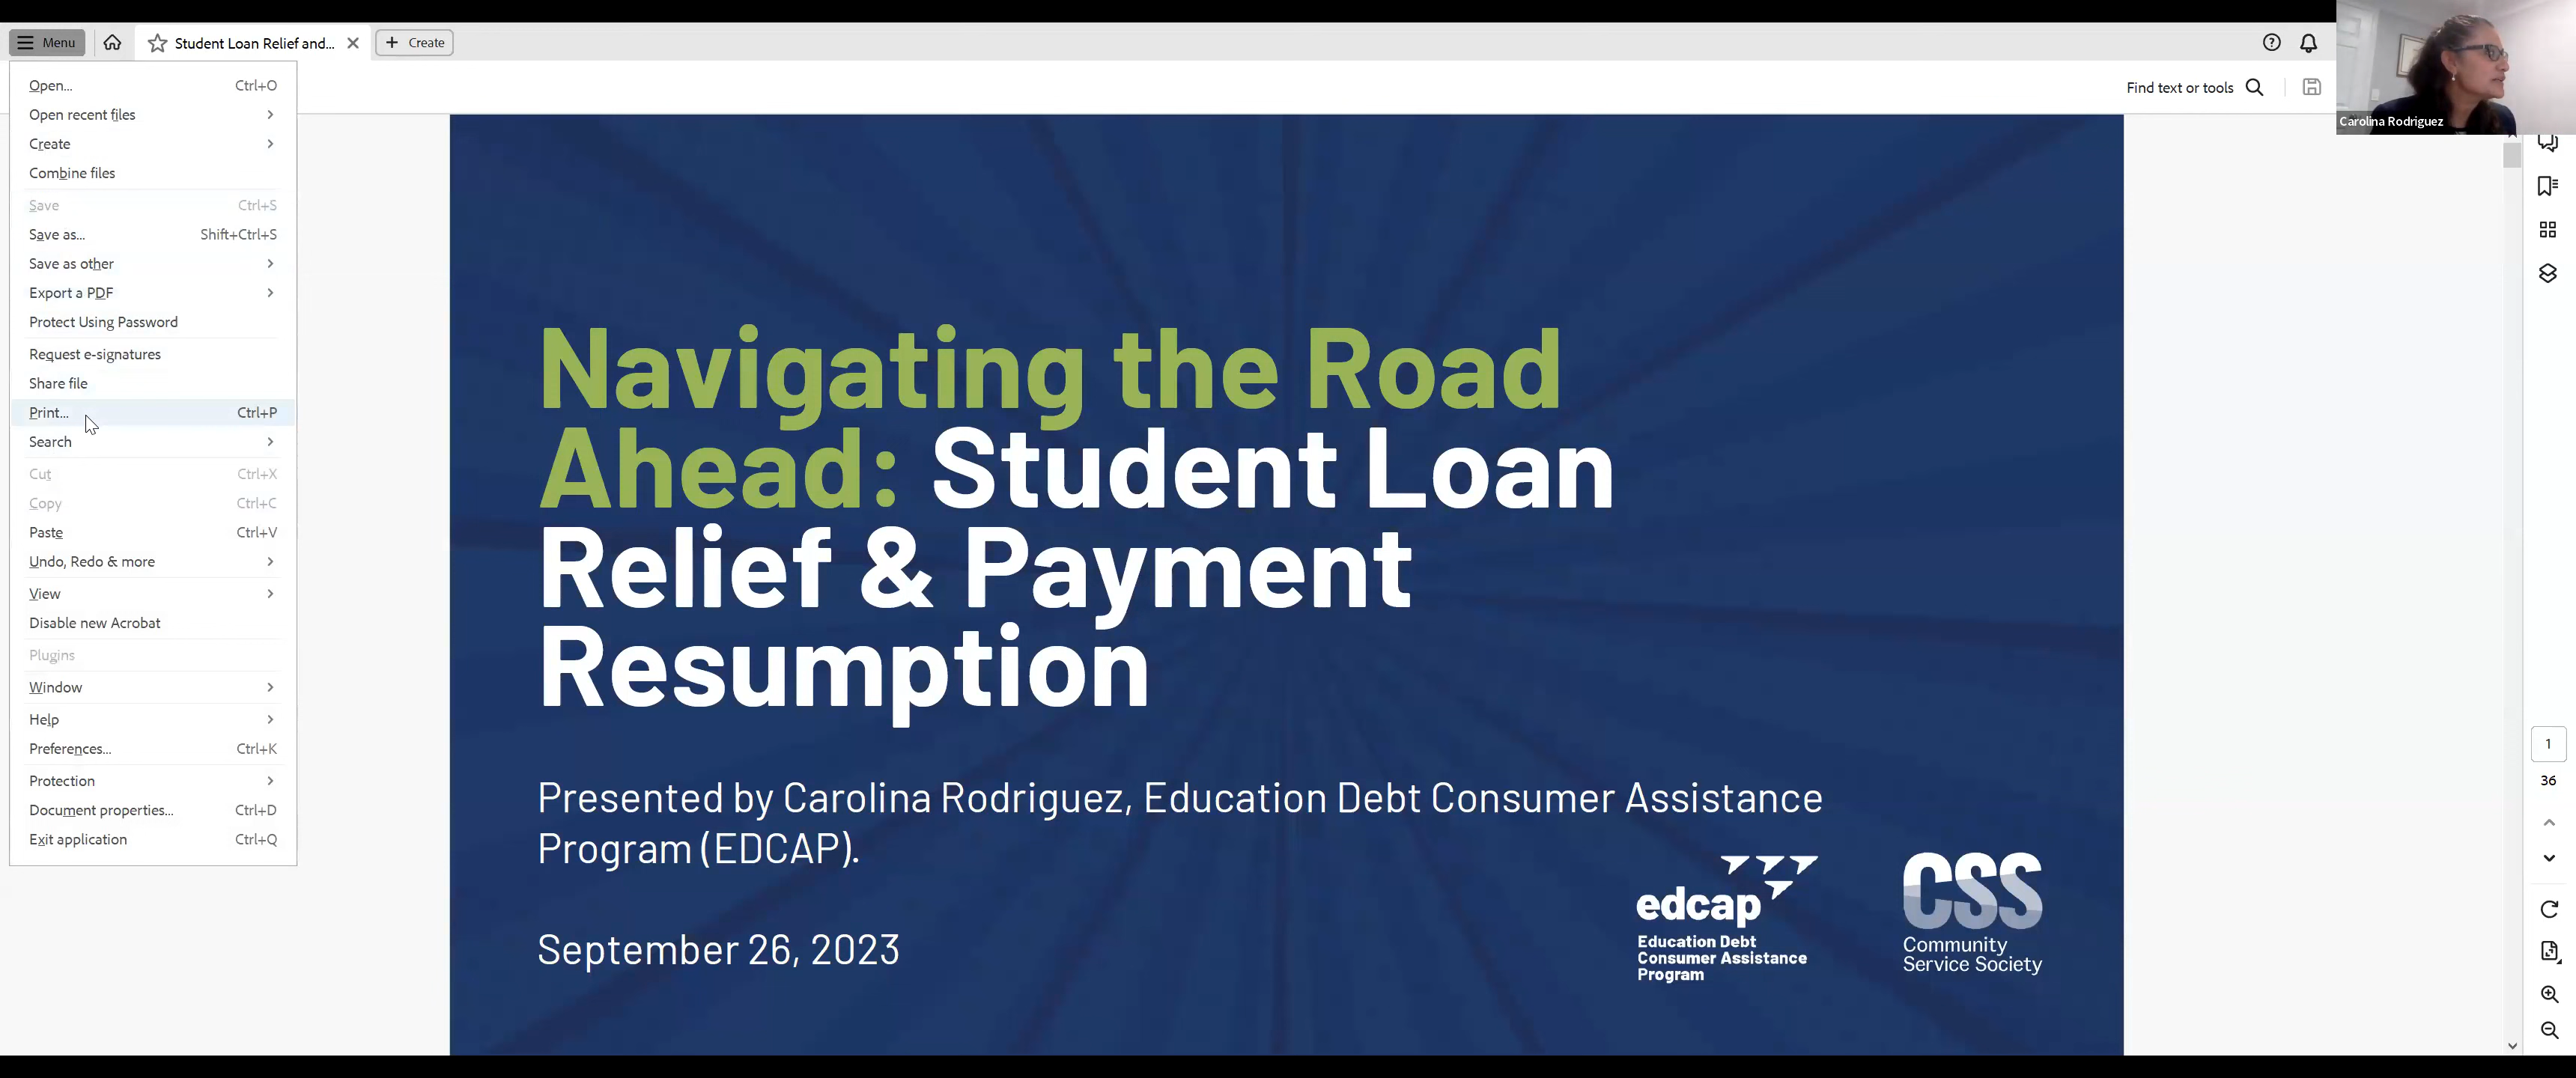 Menu
Student Loan Relief and...
Create
Open... Ctrl+O
Open recent files
Create
Combine files
Save Ctrl+S
Save as... Shift+Ctrl+S
Save as other
Export a PDF
Protect Using Password
Request e-signatures
Share file
Print... Ctrl+P
Search
Cut Ctrl+X
Copy Ctrl+C
Paste Ctrl+V
Undo, Redo & more
View
Disable new Acrobat
Plugins
Window
Help
Preferences... Ctrl+K
Protection
Document properties... Ctrl+D
Exit application Ctrl+Q
Find text or tools
Carolina Rodriguez
Navigating the Road
Ahead: Student Loan
Relief & Payment
Resumption
Presented by Carolina Rodriguez, Education Debt Consumer Assistance
Program (EDCAP).
September 26, 2023
edcap
Education Debt
Consumer Assistance
Program
CSS
Community
Service Society
1
36